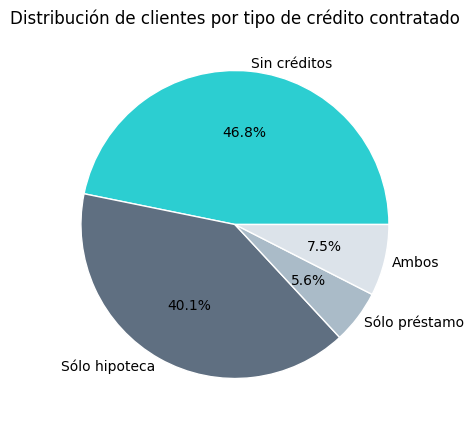 Distribución de clientes por tipo de crédito contratado
Sin créditos
46.8%
7.5%
Ambos
5.6%
40.1%
Sólo préstamo
Sólo hipoteca